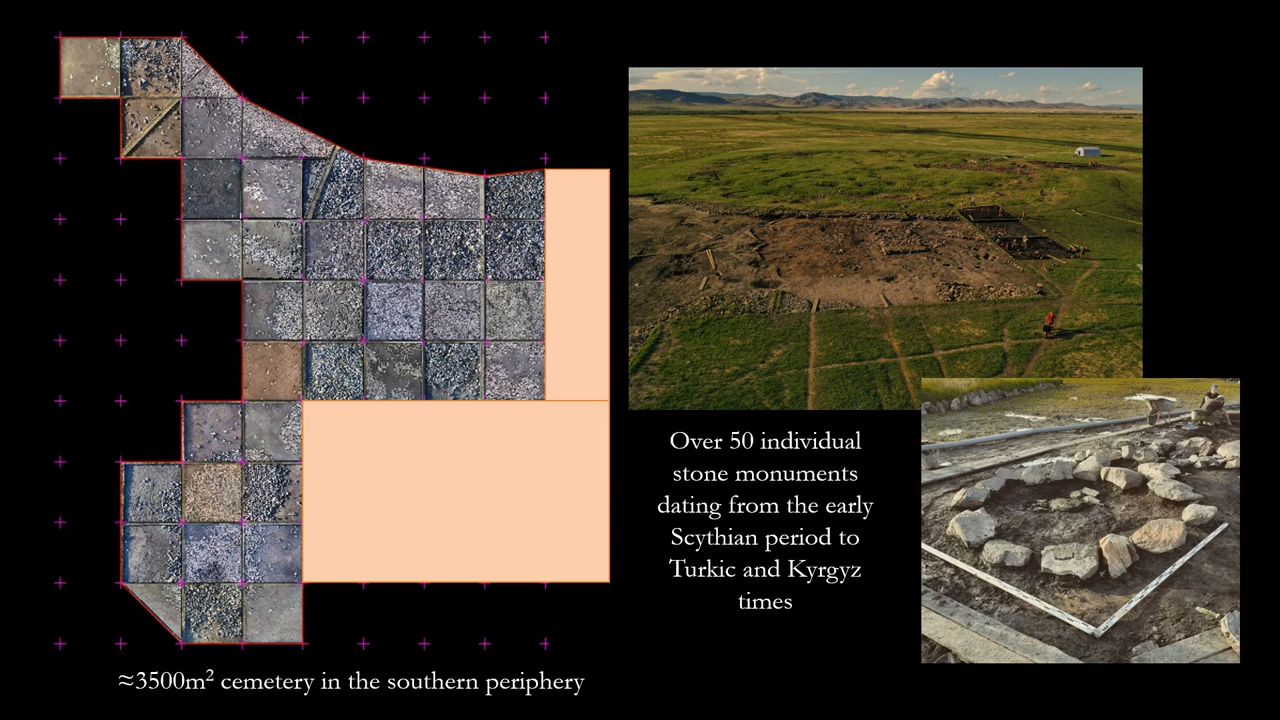 Over 50 individual
stone monuments
dating from the early
Scythian period to
Turkic and Kyrgyz
times
≈3500m² cemetery in the southern periphery